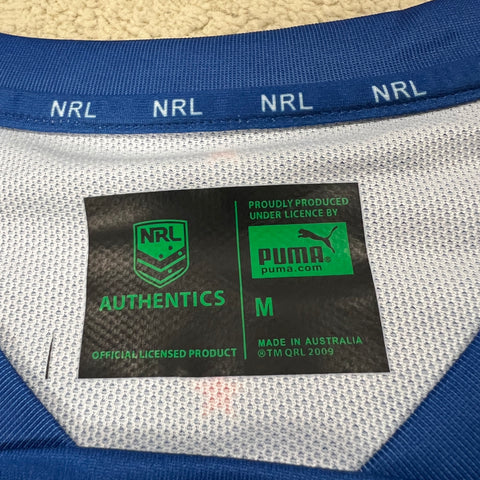 NRL NRL NRL NRL
NRL
AUTHENTICS
OFFICIAL LICENSED PRODUCT
PROUDLY PRODUCED
UNDER LICENCE BY
PUMA
puma.com
M
MADE IN AUSTRALIA
®TM QRL 2009